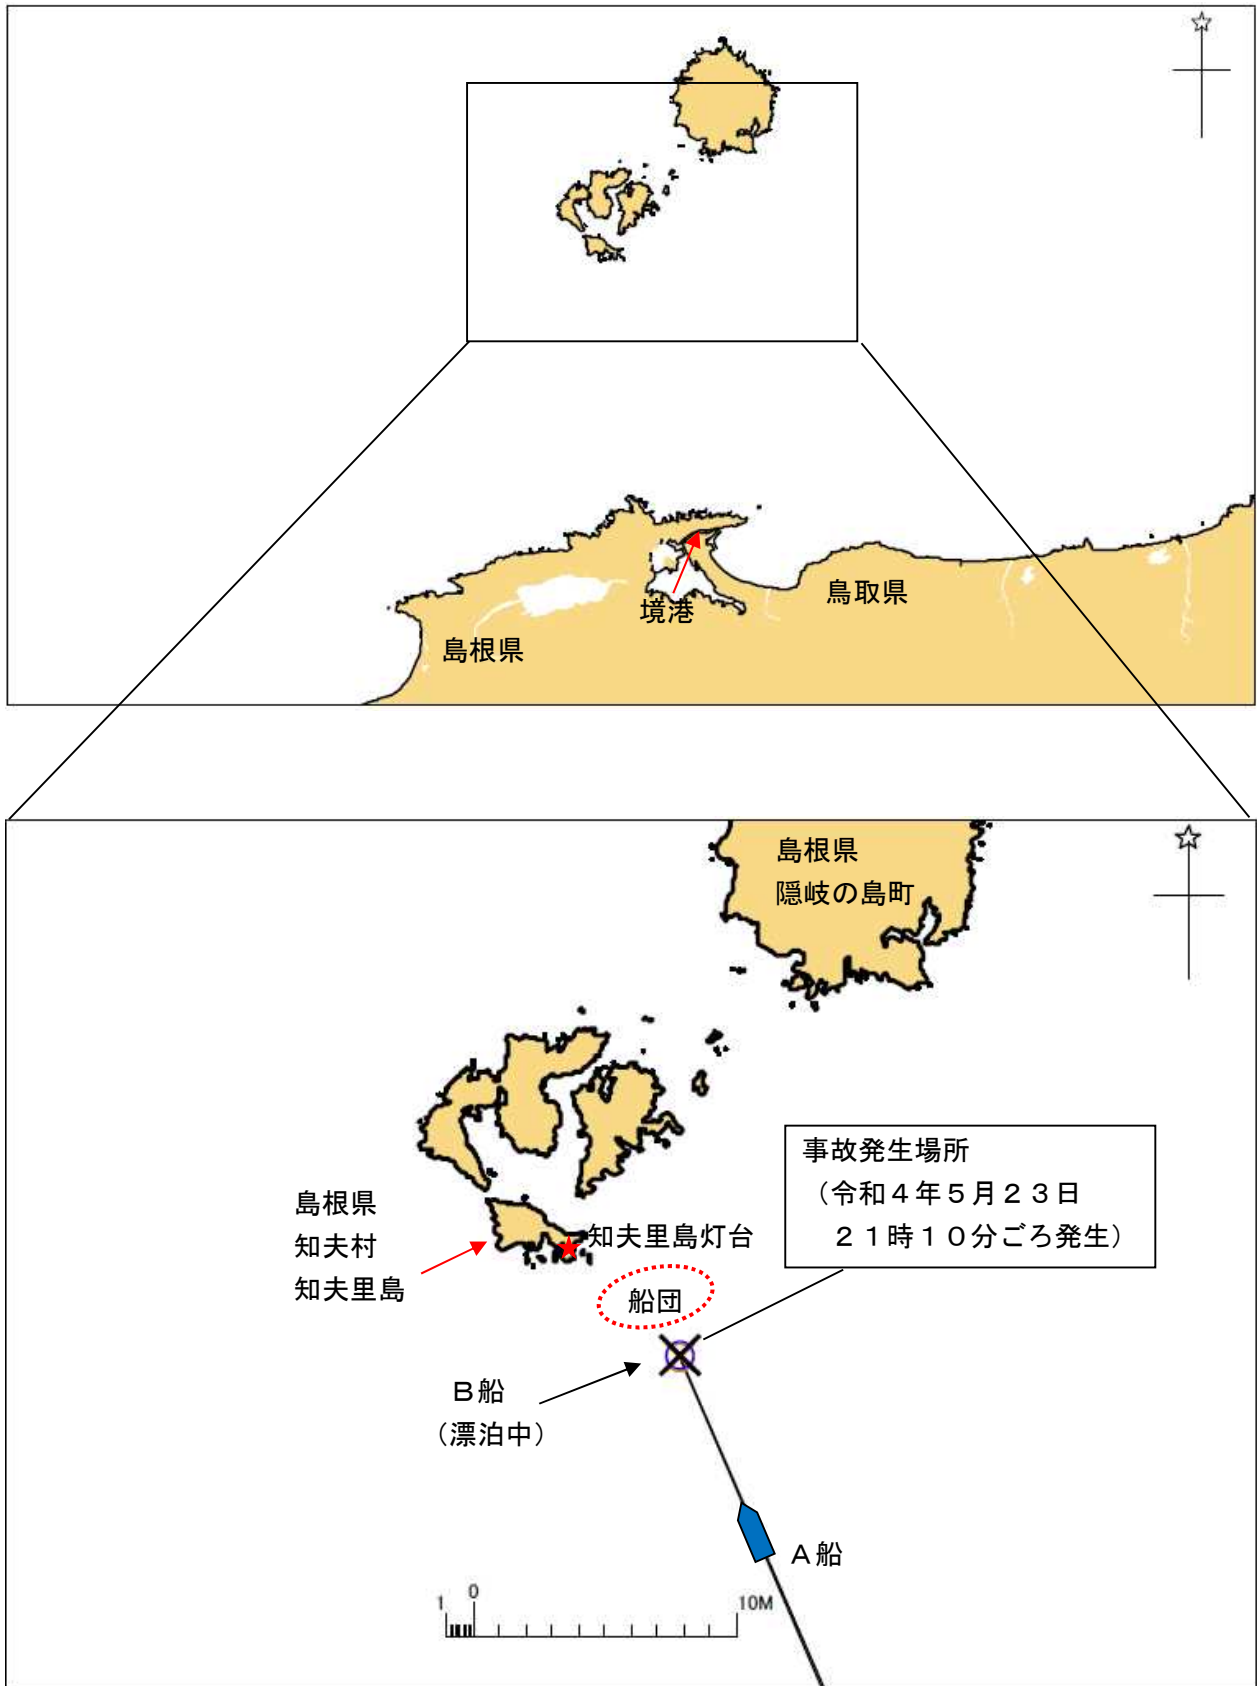 境港
鳥取県
島根県
島根県
隠岐の島町
事故発生場所
（令和４年５月２３日
２１時１０分ごろ発生）
島根県
知夫村
知夫里島
知夫里島灯台
船団
Ｂ船
（漂泊中）
Ａ船
1 0 10M